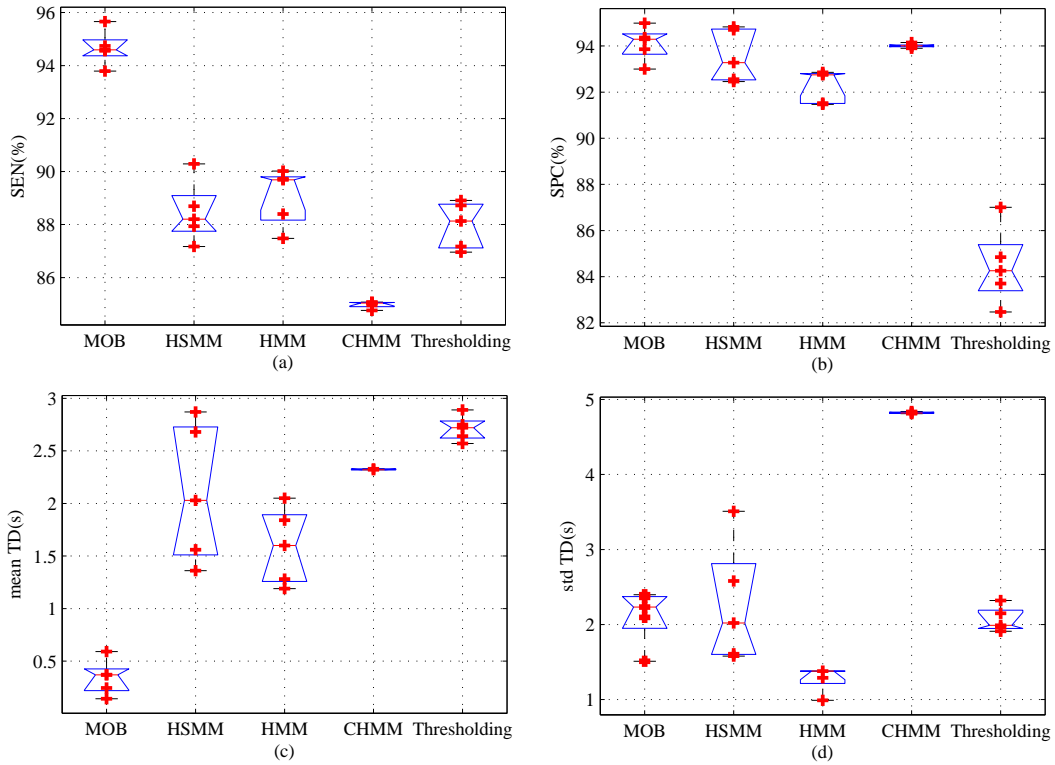 96
94
92
90
88
86
SEN(%)
MOB HSMM HMM CHMM Thresholding
(a)
94
92
90
88
86
84
82
SPC(%)
MOB HSMM HMM CHMM Thresholding
(b)
3
2.5
2
1.5
1
0.5
mean TD(s)
MOB HSMM HMM CHMM Thresholding
(c)
5
4
3
2
1
std TD(s)
MOB HSMM HMM CHMM Thresholding
(d)